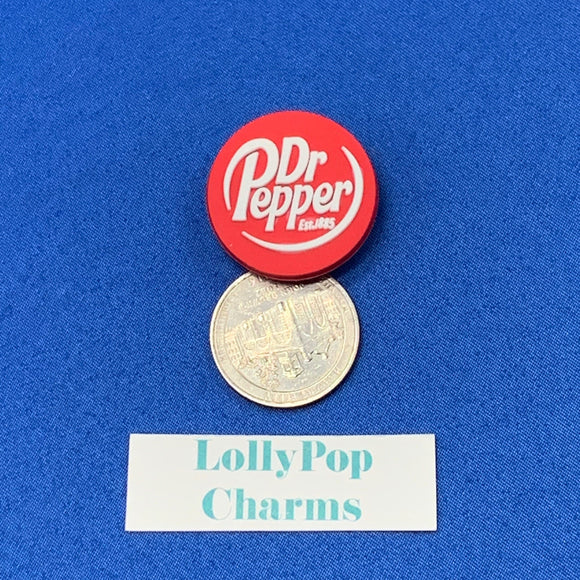 Dr
Pepper
EST.1885
LollyPop
Charms